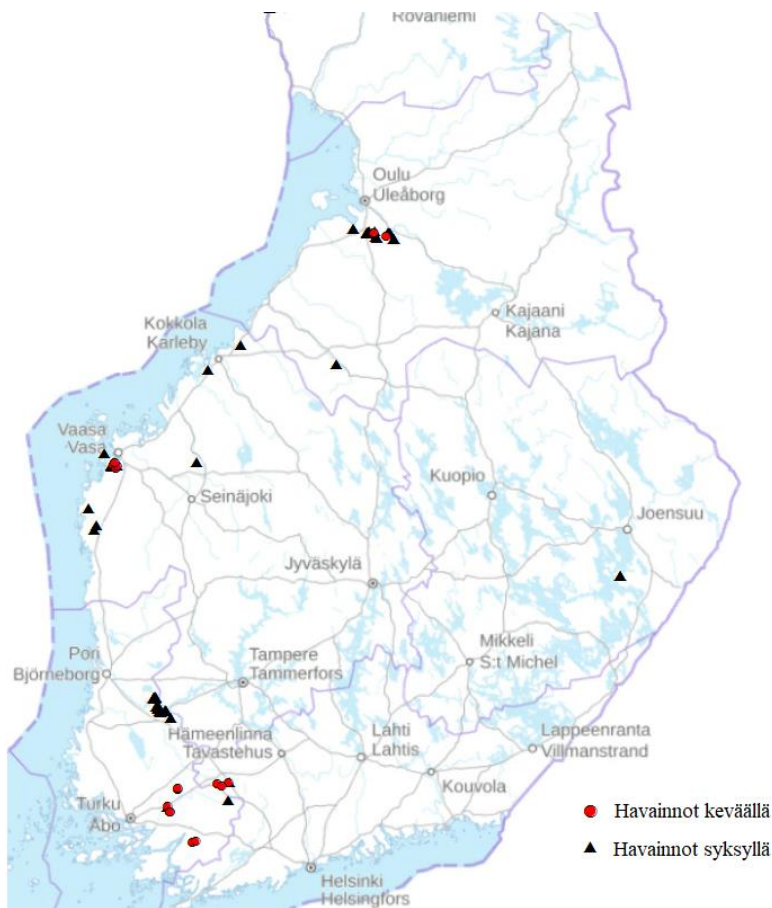 Rovaniemi
Oulu
Uleåborg
Kajaani
Kajana
Kokkola
Karleby
Vaasa
Vasa
Seinäjoki
Kuopio
Joensuu
Jyväskylä
Mikkeli
S:t Michel
Pori
Björneborg
Tampere
Tammerfors
Hämeenlinna
Tavastehus
Lahti
Lahtis
Lappeenranta
Villmanstrand
Kouvola
Turku
Åbo
Helsinki
Helsingfors
Havainnot keväällä
Havainnot syksyllä